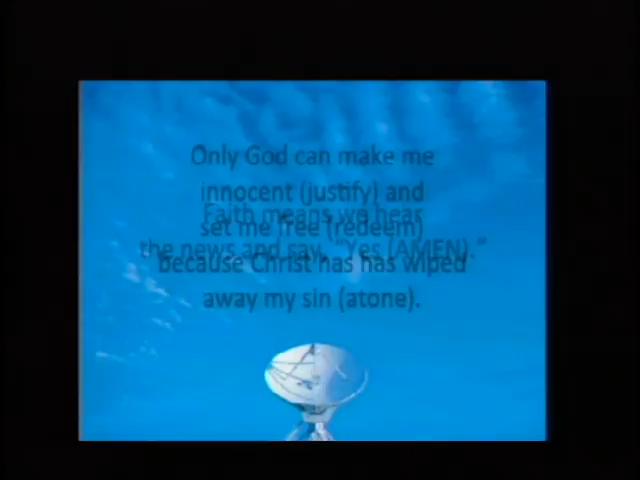 Only God can make me
innocent (justify) and
Faith means we hear
set me free (redeem)
the news and say, "Yes (AMEN)."
because Christ has has wiped
away my sin (atone).